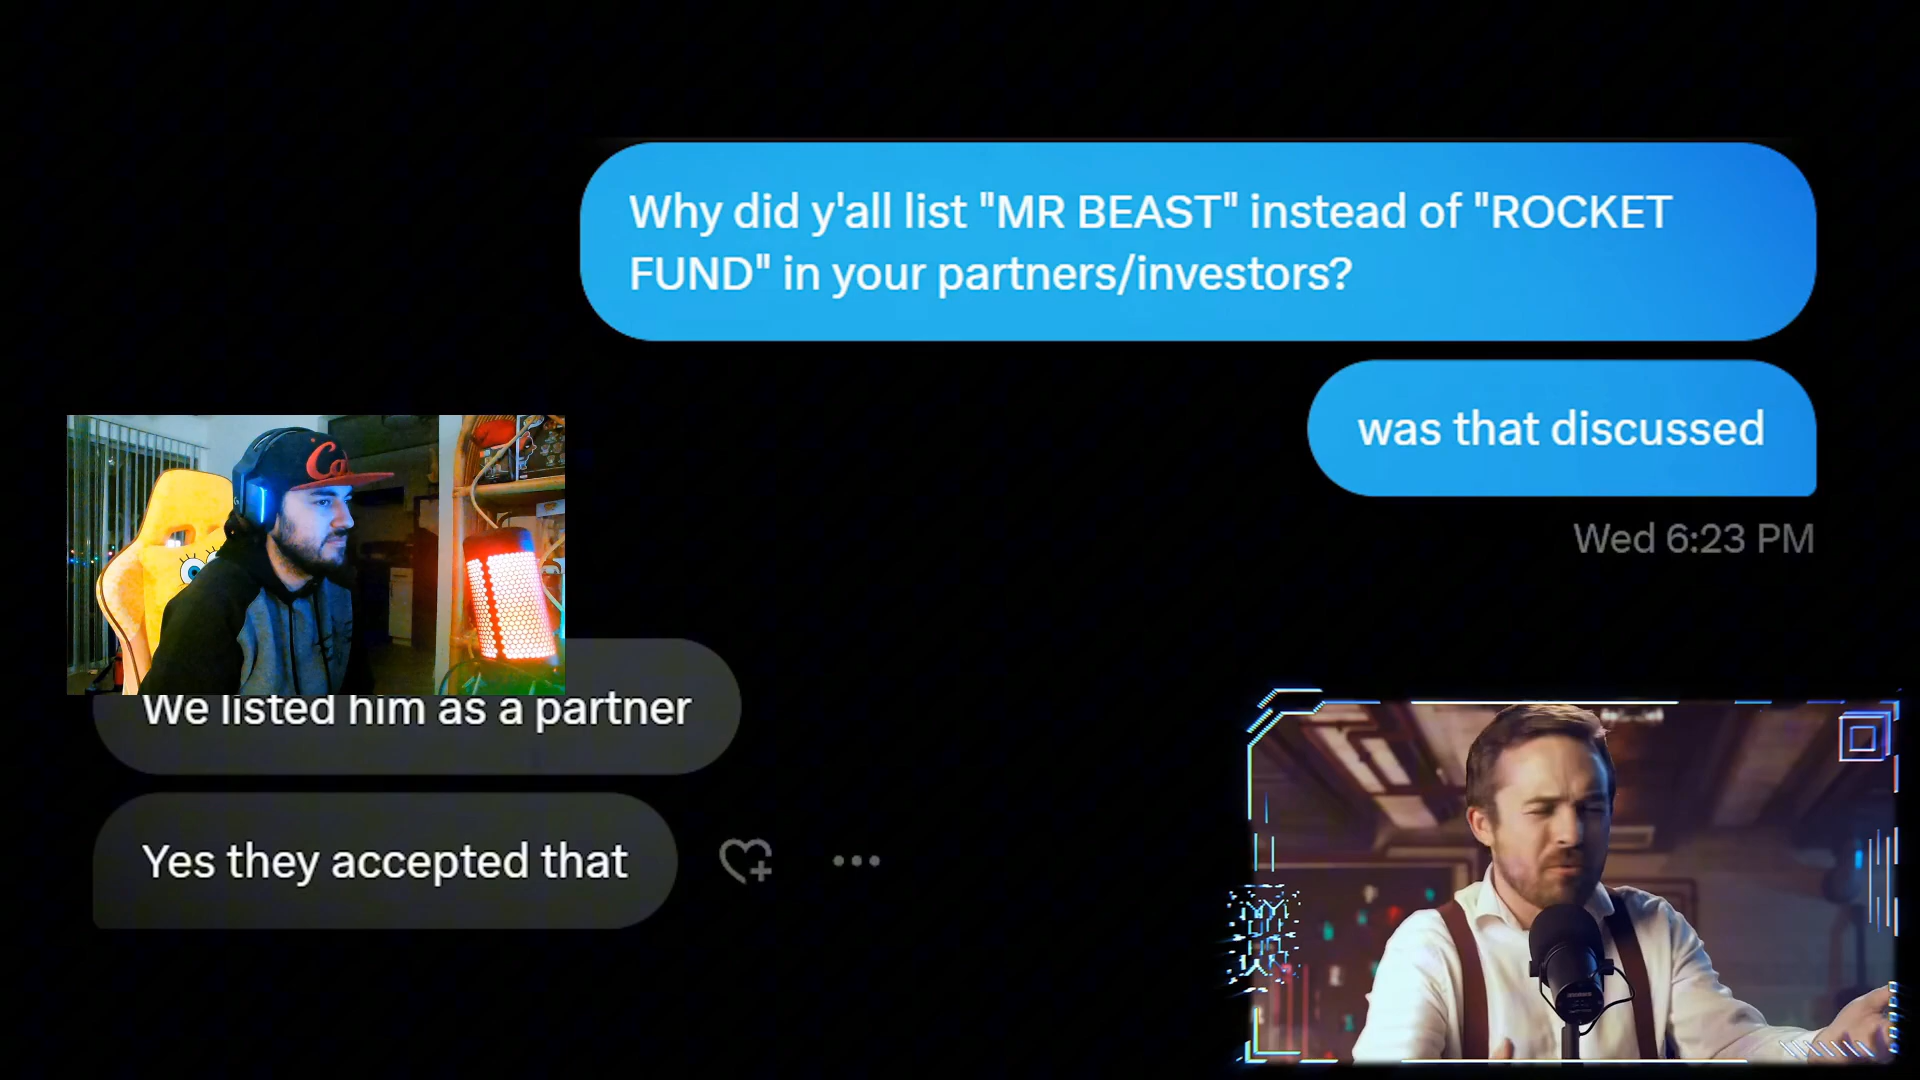 Why did y'all list "MR BEAST" instead of "ROCKET
FUND" in your partners/investors?
was that discussed
Wed 6:23 PM
Ca
We listed him as a partner
Yes they accepted that